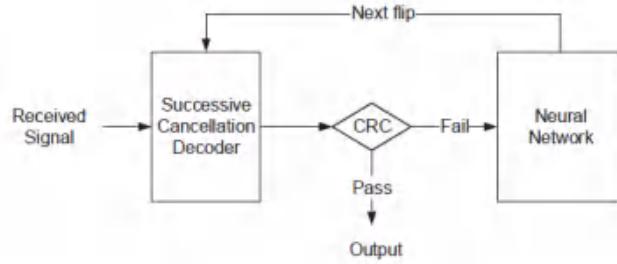 Next flip
Received
Signal
Successive
Cancellation
Decoder
CRC
Fail
Neural
Network
Pass
Output